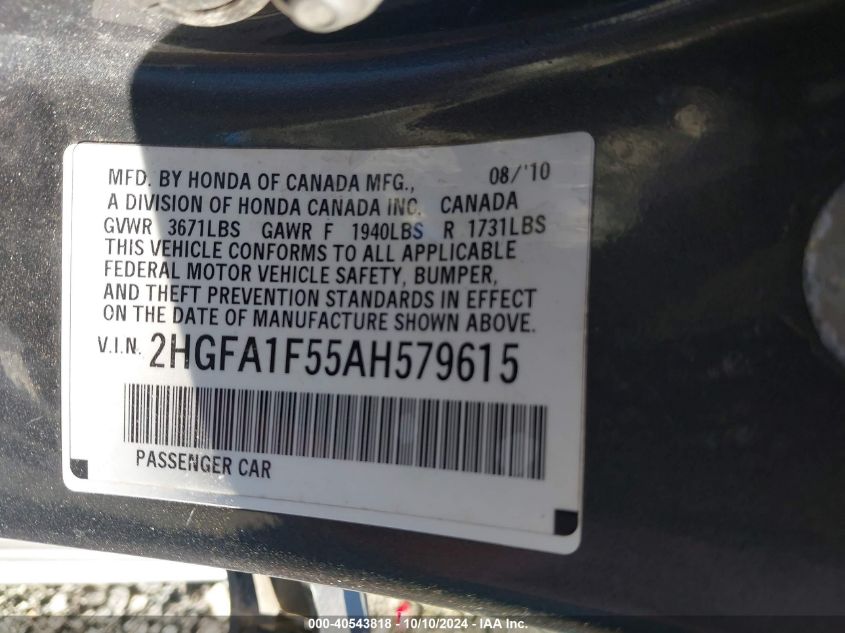 MFD. BY HONDA OF CANADA MFG., 08/'10
A DIVISION OF HONDA CANADA INC. CANADA
GVWR 3671LBS GAWR F 1940LBS R 1731LBS
THIS VEHICLE CONFORMS TO ALL APPLICABLE
FEDERAL MOTOR VEHICLE SAFETY, BUMPER,
AND THEFT PREVENTION STANDARDS IN EFFECT
ON THE DATE OF MANUFACTURE SHOWN ABOVE.
V.I.N. 2HGFA1F55AH579615
PASSENGER CAR
000-40543818 - 10/10/2024 - IAA Inc.